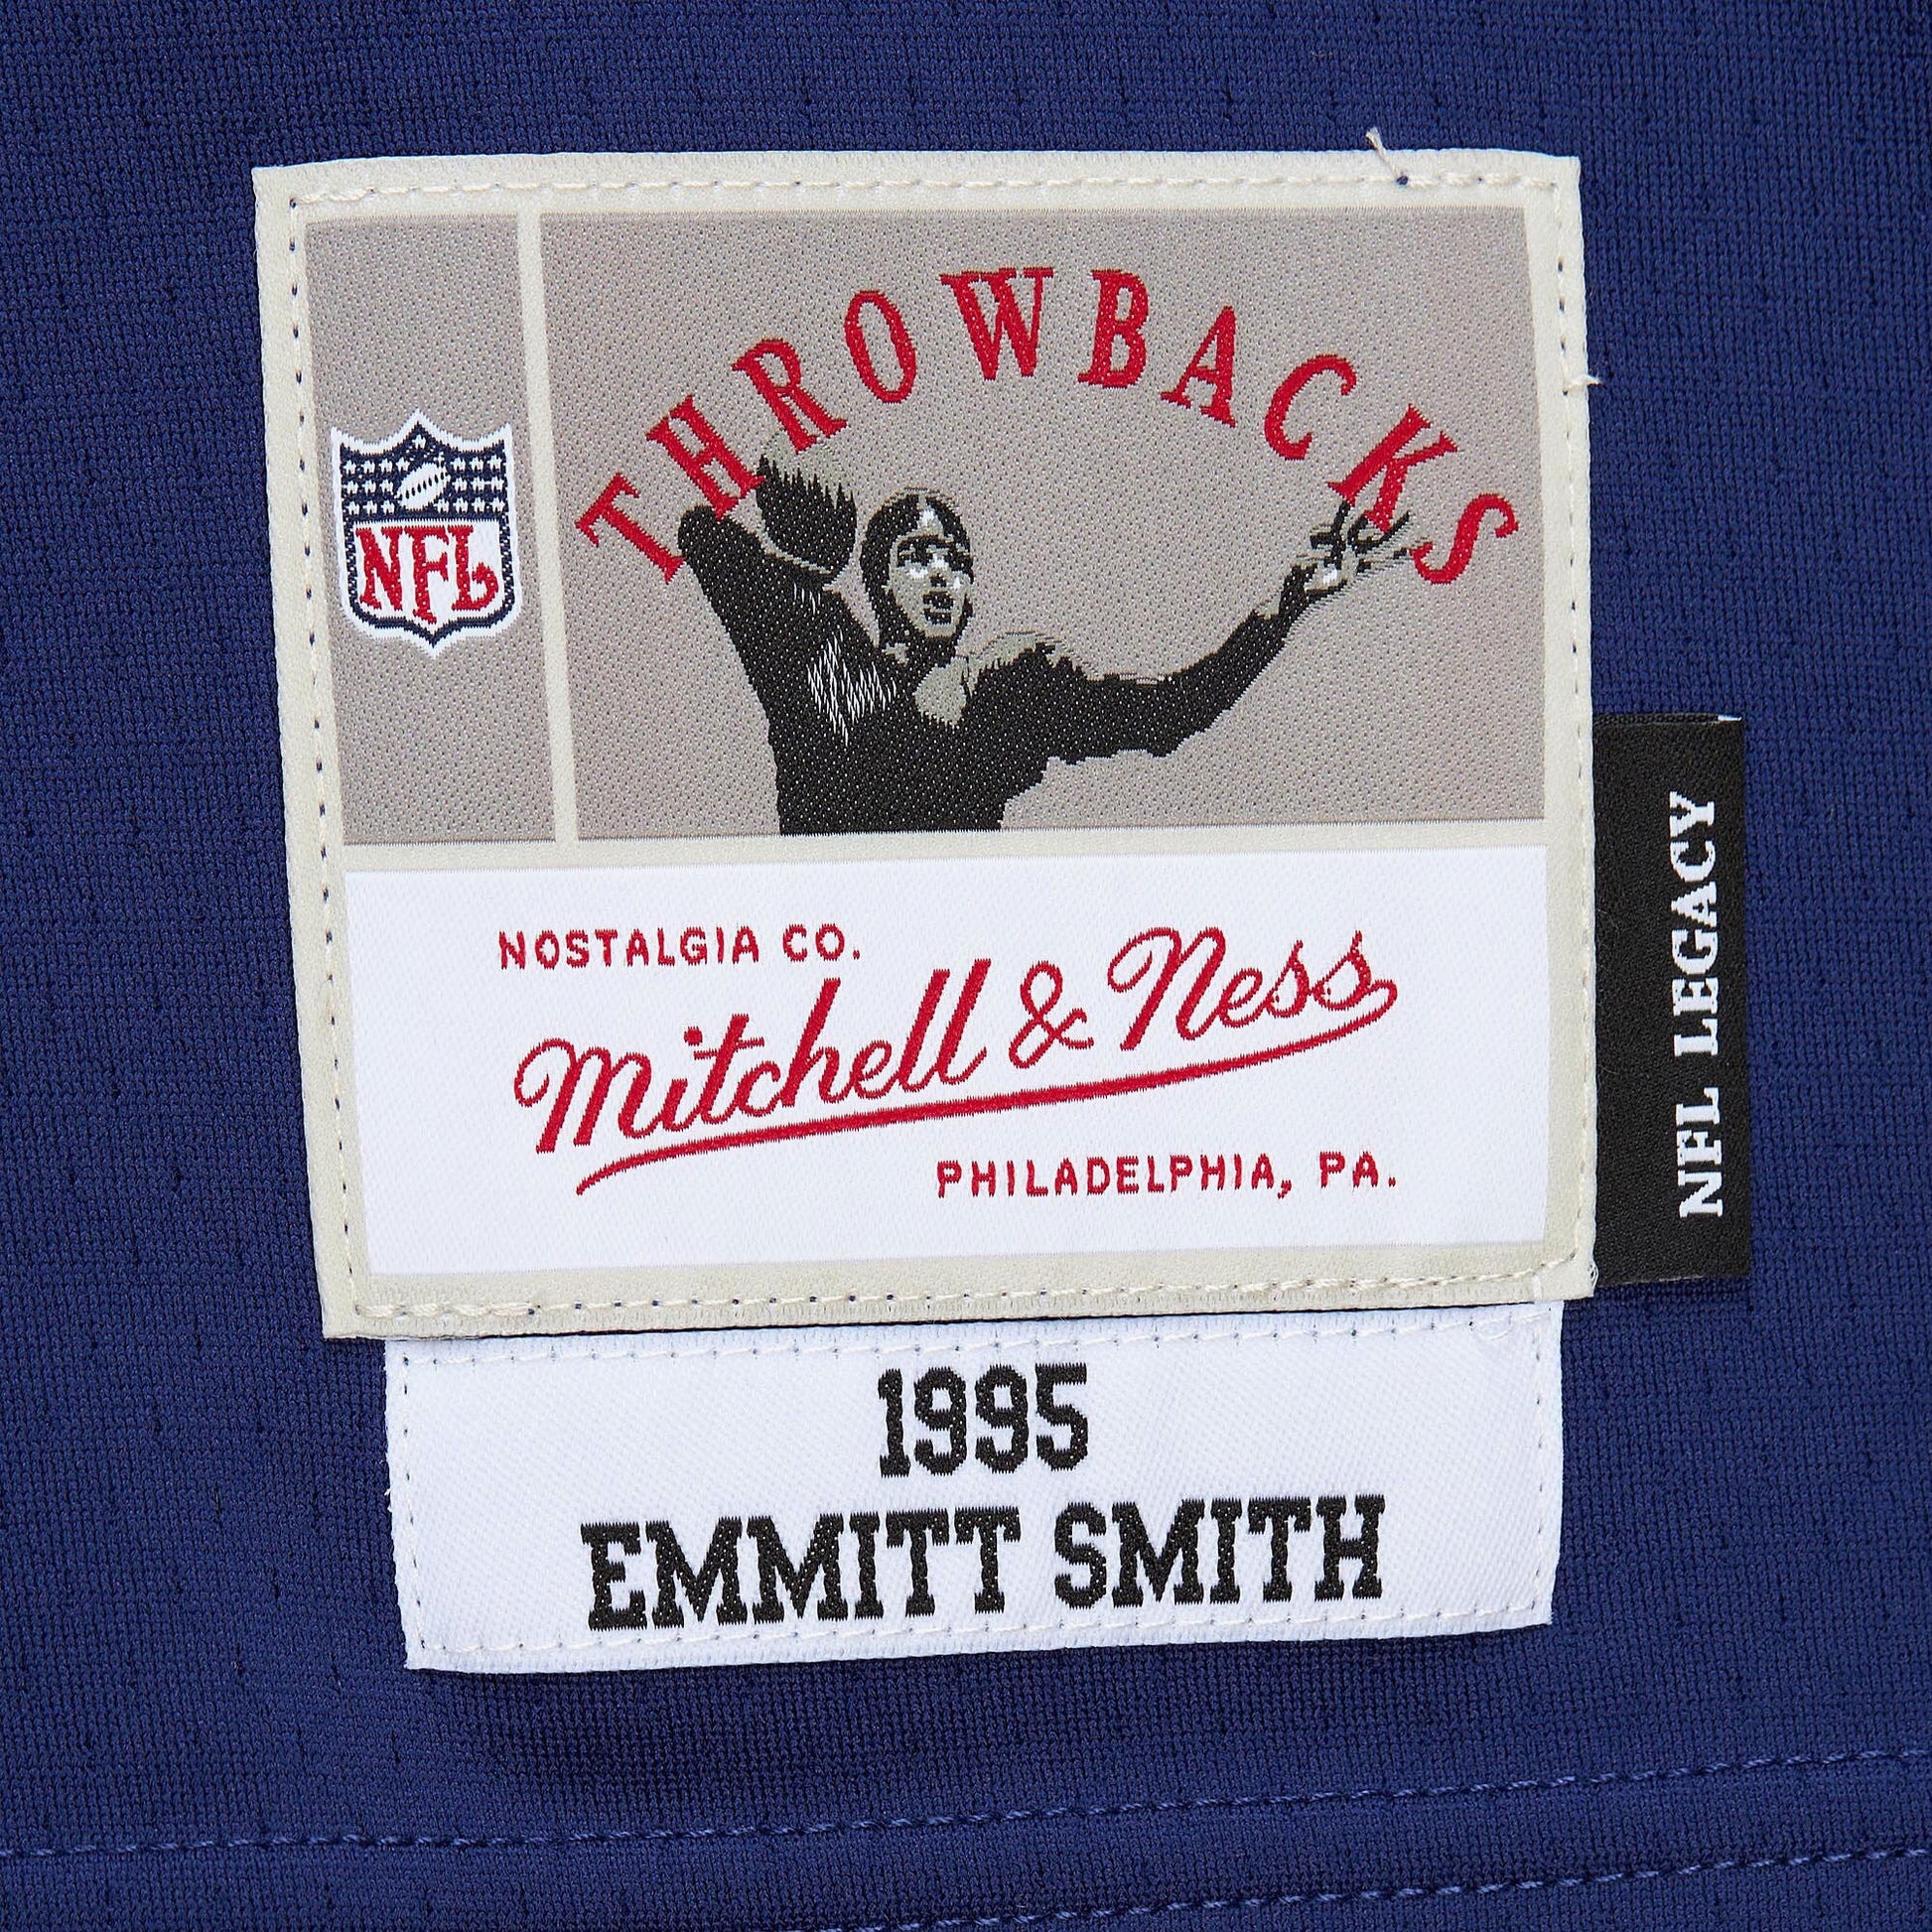 THROWBACKS
NFL
NOSTALGIA CO.
Mitchell & Ness
PHILADELPHIA, PA.
NFL LEGACY
1995
EMMITT SMITH